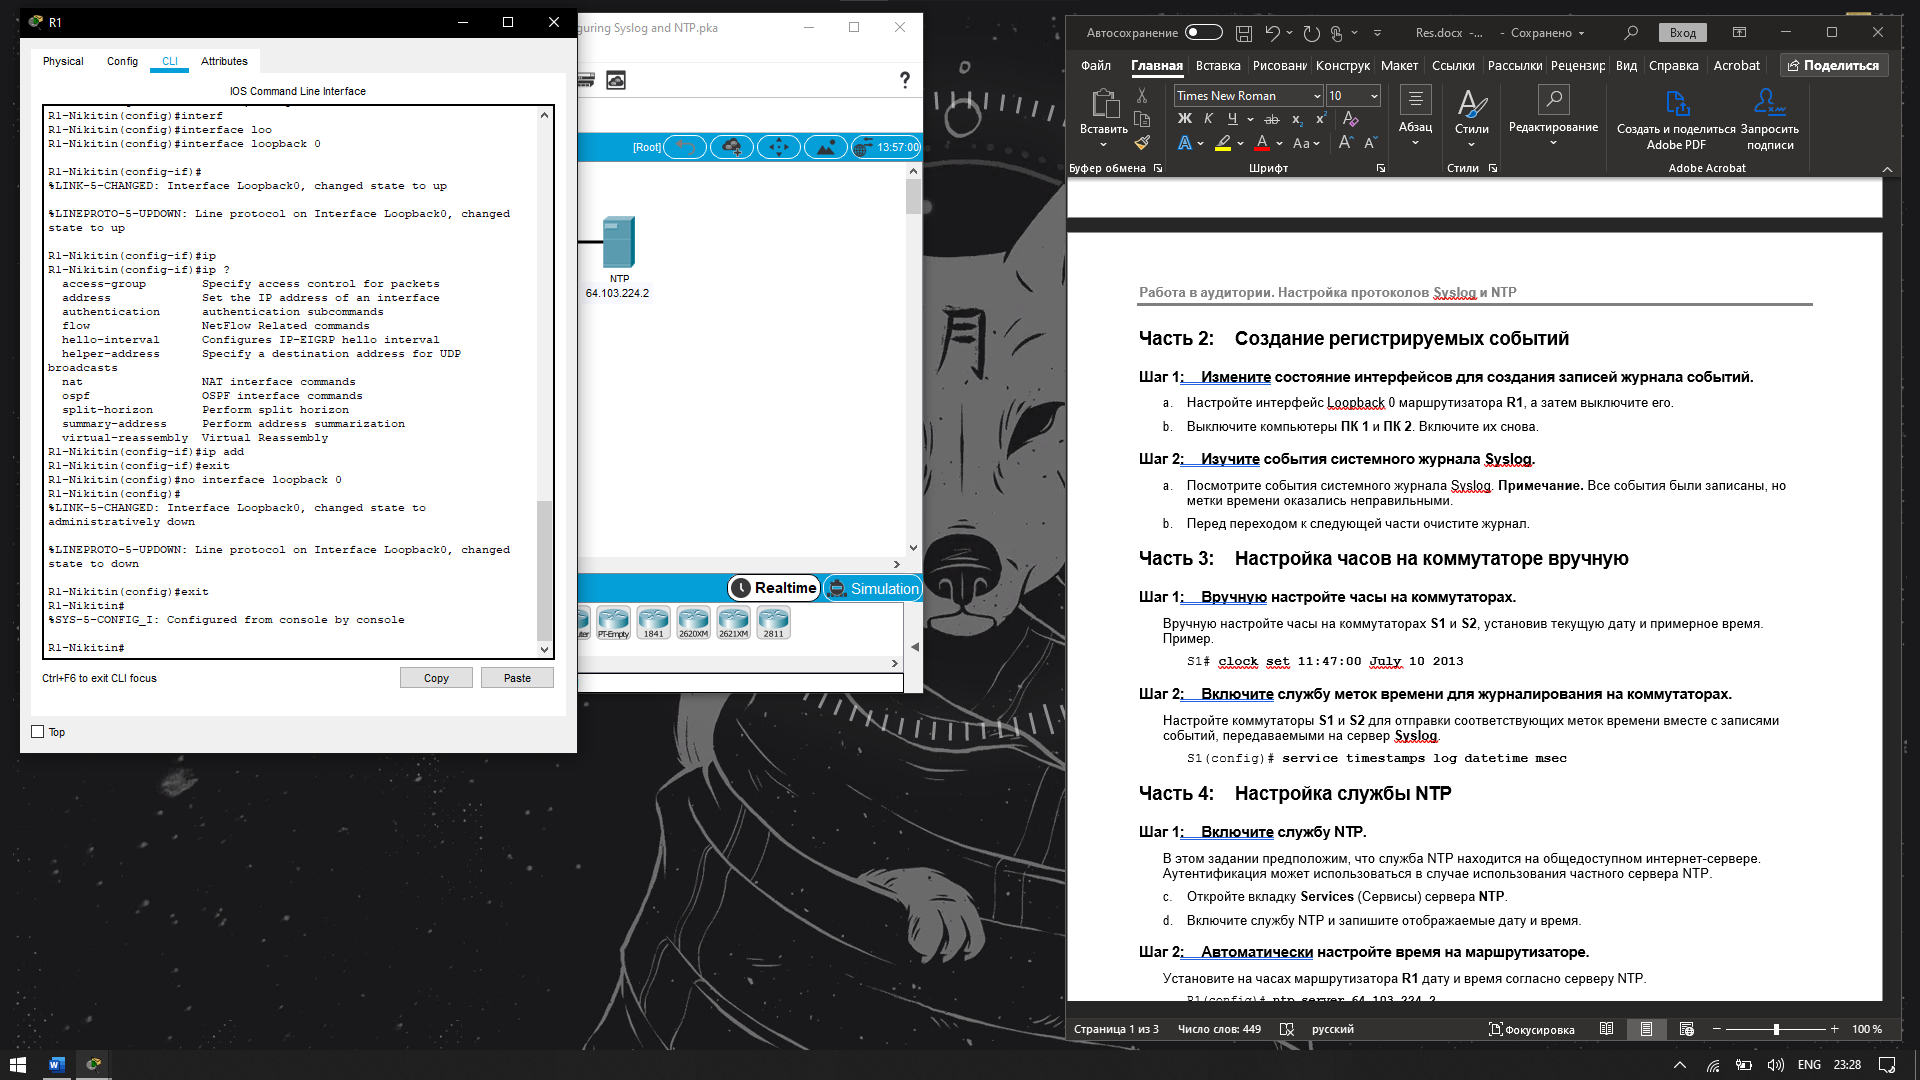 R1
Physical
Config
CLI
Attributes
IOS Command Line Interface
R1-Nikitin(config)#interf
R1-Nikitin(config)#interface loo
R1-Nikitin(config)#interface loopback 0
R1-Nikitin(config-if)#
%LINK-5-CHANGED: Interface Loopback0, changed state to up
%LINEPROTO-5-UPDOWN: Line protocol on Interface Loopback0, changed
state to up
R1-Nikitin(config-if)#ip
R1-Nikitin(config-if)#ip ?
access-group Specify access control for packets
address Set the IP address of an interface
authentication authentication subcommands
flow NetFlow Related commands
hello-interval Configures IP-EIGRP hello interval
helper-address Specify a destination address for UDP
broadcasts
nat NAT interface commands
ospf OSPF interface commands
split-horizon Perform split horizon
summary-address Perform address summarization
virtual-reassembly Virtual Reassembly
R1-Nikitin(config-if)#ip add
R1-Nikitin(config-if)#exit
R1-Nikitin(config)#no interface loopback 0
R1-Nikitin(config)#
%LINK-5-CHANGED: Interface Loopback0, changed state to
administratively down
%LINEPROTO-5-UPDOWN: Line protocol on Interface Loopback0, changed
state to down
R1-Nikitin(config)#exit
R1-Nikitin#
%SYS-5-CONFIG_I: Configured from console by console
R1-Nikitin#
Ctrl+F6 to exit CLI focus
Copy
Paste
Top
guring Syslog and NTP.pka
?
[Root]
13:57:00
NTP
64.103.224.2
Realtime
Simulation
uter
PT-Empty
1841
2620XM
2621XM
2811
Автосохранение
Res.docx -...
- Сохранено
Вход
Файл
Главная
Вставка
Рисовани
Конструк
Макет
Ссылки
Рассылки
Рецензир
Вид
Справка
Acrobat
Поделиться
Вставить
Буфер обмена
Times New Roman
10
Ж К Ч ab x₂ x² A
A A Aa A A
Шрифт
Абзац
Стили
Стили
Редактирование
Создать и поделиться
Adobe PDF
Запросить
подписи
Adobe Acrobat
Работа в аудитории. Настройка протоколов Syslog и NTP
Часть 2: Создание регистрируемых событий
Шаг 1: Измените состояние интерфейсов для создания записей журнала событий.
a. Настройте интерфейс Loopback 0 маршрутизатора R1, а затем выключите его.
b. Выключите компьютеры ПК 1 и ПК 2. Включите их снова.
Шаг 2: Изучите события системного журнала Syslog.
a. Посмотрите события системного журнала Syslog. Примечание. Все события были записаны, но
метки времени оказались неправильными.
b. Перед переходом к следующей части очистите журнал.
Часть 3: Настройка часов на коммутаторе вручную
Шаг 1: Вручную настройте часы на коммутаторах.
Вручную настройте часы на коммутаторах S1 и S2, установив текущую дату и примерное время.
Пример.
S1# clock set 11:47:00 July 10 2013
Шаг 2: Включите службу меток времени для журналирования на коммутаторах.
Настройте коммутаторы S1 и S2 для отправки соответствующих меток времени вместе с записями
событий, передаваемыми на сервер Syslog.
S1(config)# service timestamps log datetime msec
Часть 4: Настройка службы NTP
Шаг 1: Включите службу NTP.
В этом задании предположим, что служба NTP находится на общедоступном интернет-сервере.
Аутентификация может использоваться в случае использования частного сервера NTP.
c. Откройте вкладку Services (Сервисы) сервера NTP.
d. Включите службу NTP и запишите отображаемые дату и время.
Шаг 2: Автоматически настройте время на маршрутизаторе.
Установите на часах маршрутизатора R1 дату и время согласно серверу NTP.
R1(config)# ntp server 64.103.224.2
Страница 1 из 3
Число слов: 449
русский
Фокусировка
100 %
月
ENG
23:28